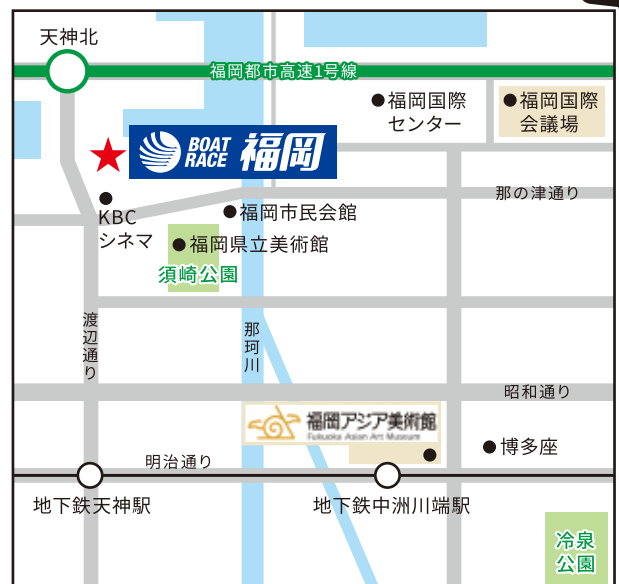 天神北
福岡都市高速1号線
福岡国際
センター
福岡国際
会議場
BOAT
RACE
福岡
那の津通り
KBC
シネマ
福岡市民会館
福岡県立美術館
須崎公園
渡辺通り
那珂川
昭和通り
福岡アジア美術館
Fukuoka Asian Art Museum
博多座
明治通り
地下鉄天神駅
地下鉄中洲川端駅
冷泉
公園